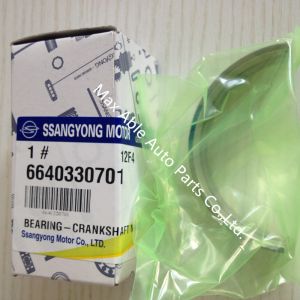 SSANGYONG MOTOR
1 #
12F4
6640330701
BEARING-CRANKSHAFT
Ssangyong Motor Co., LTD.
Max Able Auto Parts Co., Ltd.